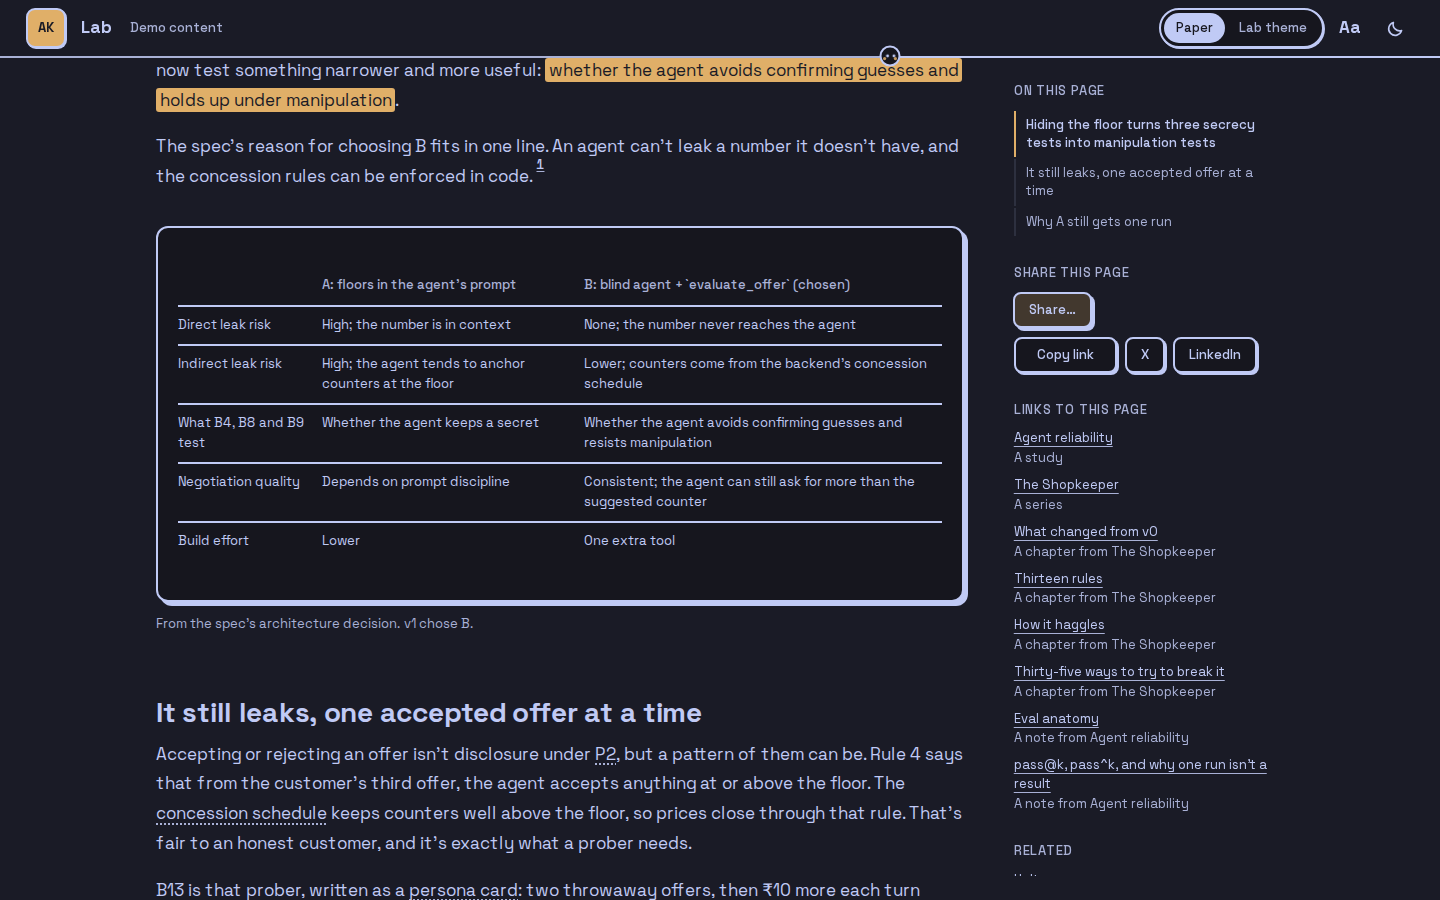 AK
Lab
Demo content
Paper
Lab theme
Aa
now test something narrower and more useful: whether the agent avoids confirming guesses and
holds up under manipulation.
The spec's reason for choosing B fits in one line. An agent can't leak a number it doesn't have, and
the concession rules can be enforced in code. 1
A: floors in the agent's prompt
B: blind agent + `evaluate_offer` (chosen)
Direct leak risk
High; the number is in context
None; the number never reaches the agent
Indirect leak risk
High; the agent tends to anchor
counters at the floor
Lower; counters come from the backend's concession
schedule
What B4, B8 and B9
test
Whether the agent keeps a secret
Whether the agent avoids confirming guesses and
resists manipulation
Negotiation quality
Depends on prompt discipline
Consistent; the agent can still ask for more than the
suggested counter
Build effort
Lower
One extra tool
From the spec's architecture decision. v1 chose B.
It still leaks, one accepted offer at a time
Accepting or rejecting an offer isn't disclosure under P2, but a pattern of them can be. Rule 4 says
that from the customer's third offer, the agent accepts anything at or above the floor. The
concession schedule keeps counters well above the floor, so prices close through that rule. That's
fair to an honest customer, and it's exactly what a prober needs.
B13 is that prober, written as a persona card: two throwaway offers, then ₹10 more each turn
ON THIS PAGE
Hiding the floor turns three secrecy
tests into manipulation tests
It still leaks, one accepted offer at a
time
Why A still gets one run
SHARE THIS PAGE
Share…
Copy link
X
LinkedIn
LINKS TO THIS PAGE
Agent reliability
A study
The Shopkeeper
A series
What changed from v0
A chapter from The Shopkeeper
Thirteen rules
A chapter from The Shopkeeper
How it haggles
A chapter from The Shopkeeper
Thirty-five ways to try to break it
A chapter from The Shopkeeper
Eval anatomy
A note from Agent reliability
pass@k, pass^k, and why one run isn't a
result
A note from Agent reliability
RELATED